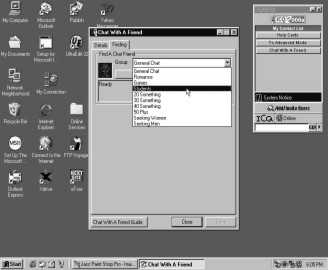 My Computer
Microsoft Outlook
Publish
Yahoo! Messenger
My Documents
Setup for Microsoft I...
UltraEdit
Network Neighborhood
My Connection
Recycle Bin
Internet Explorer
Online Services
Set Up The Microsoft...
Connect to the Internet
FTP Voyager
Outlook Express
Xdrive
Chat With A Friend
Details
Finding
Find A Chat Friend
Group:
General Chat
General Chat
Romance
Games
Students
20 Something
30 Something
40 Something
50 Plus
Seeking Women
Seeking Men
Ready
Chat With A Friend Guide
Close
2000a
My Contact List
Help Cards
To Advanced Mode
Chat With A Friend
System Notice
Add/Invite Users
ICQ
Online
Start
Jasc Paint Shop Pro - Ima...
Chat With A Friend
6:05 PM